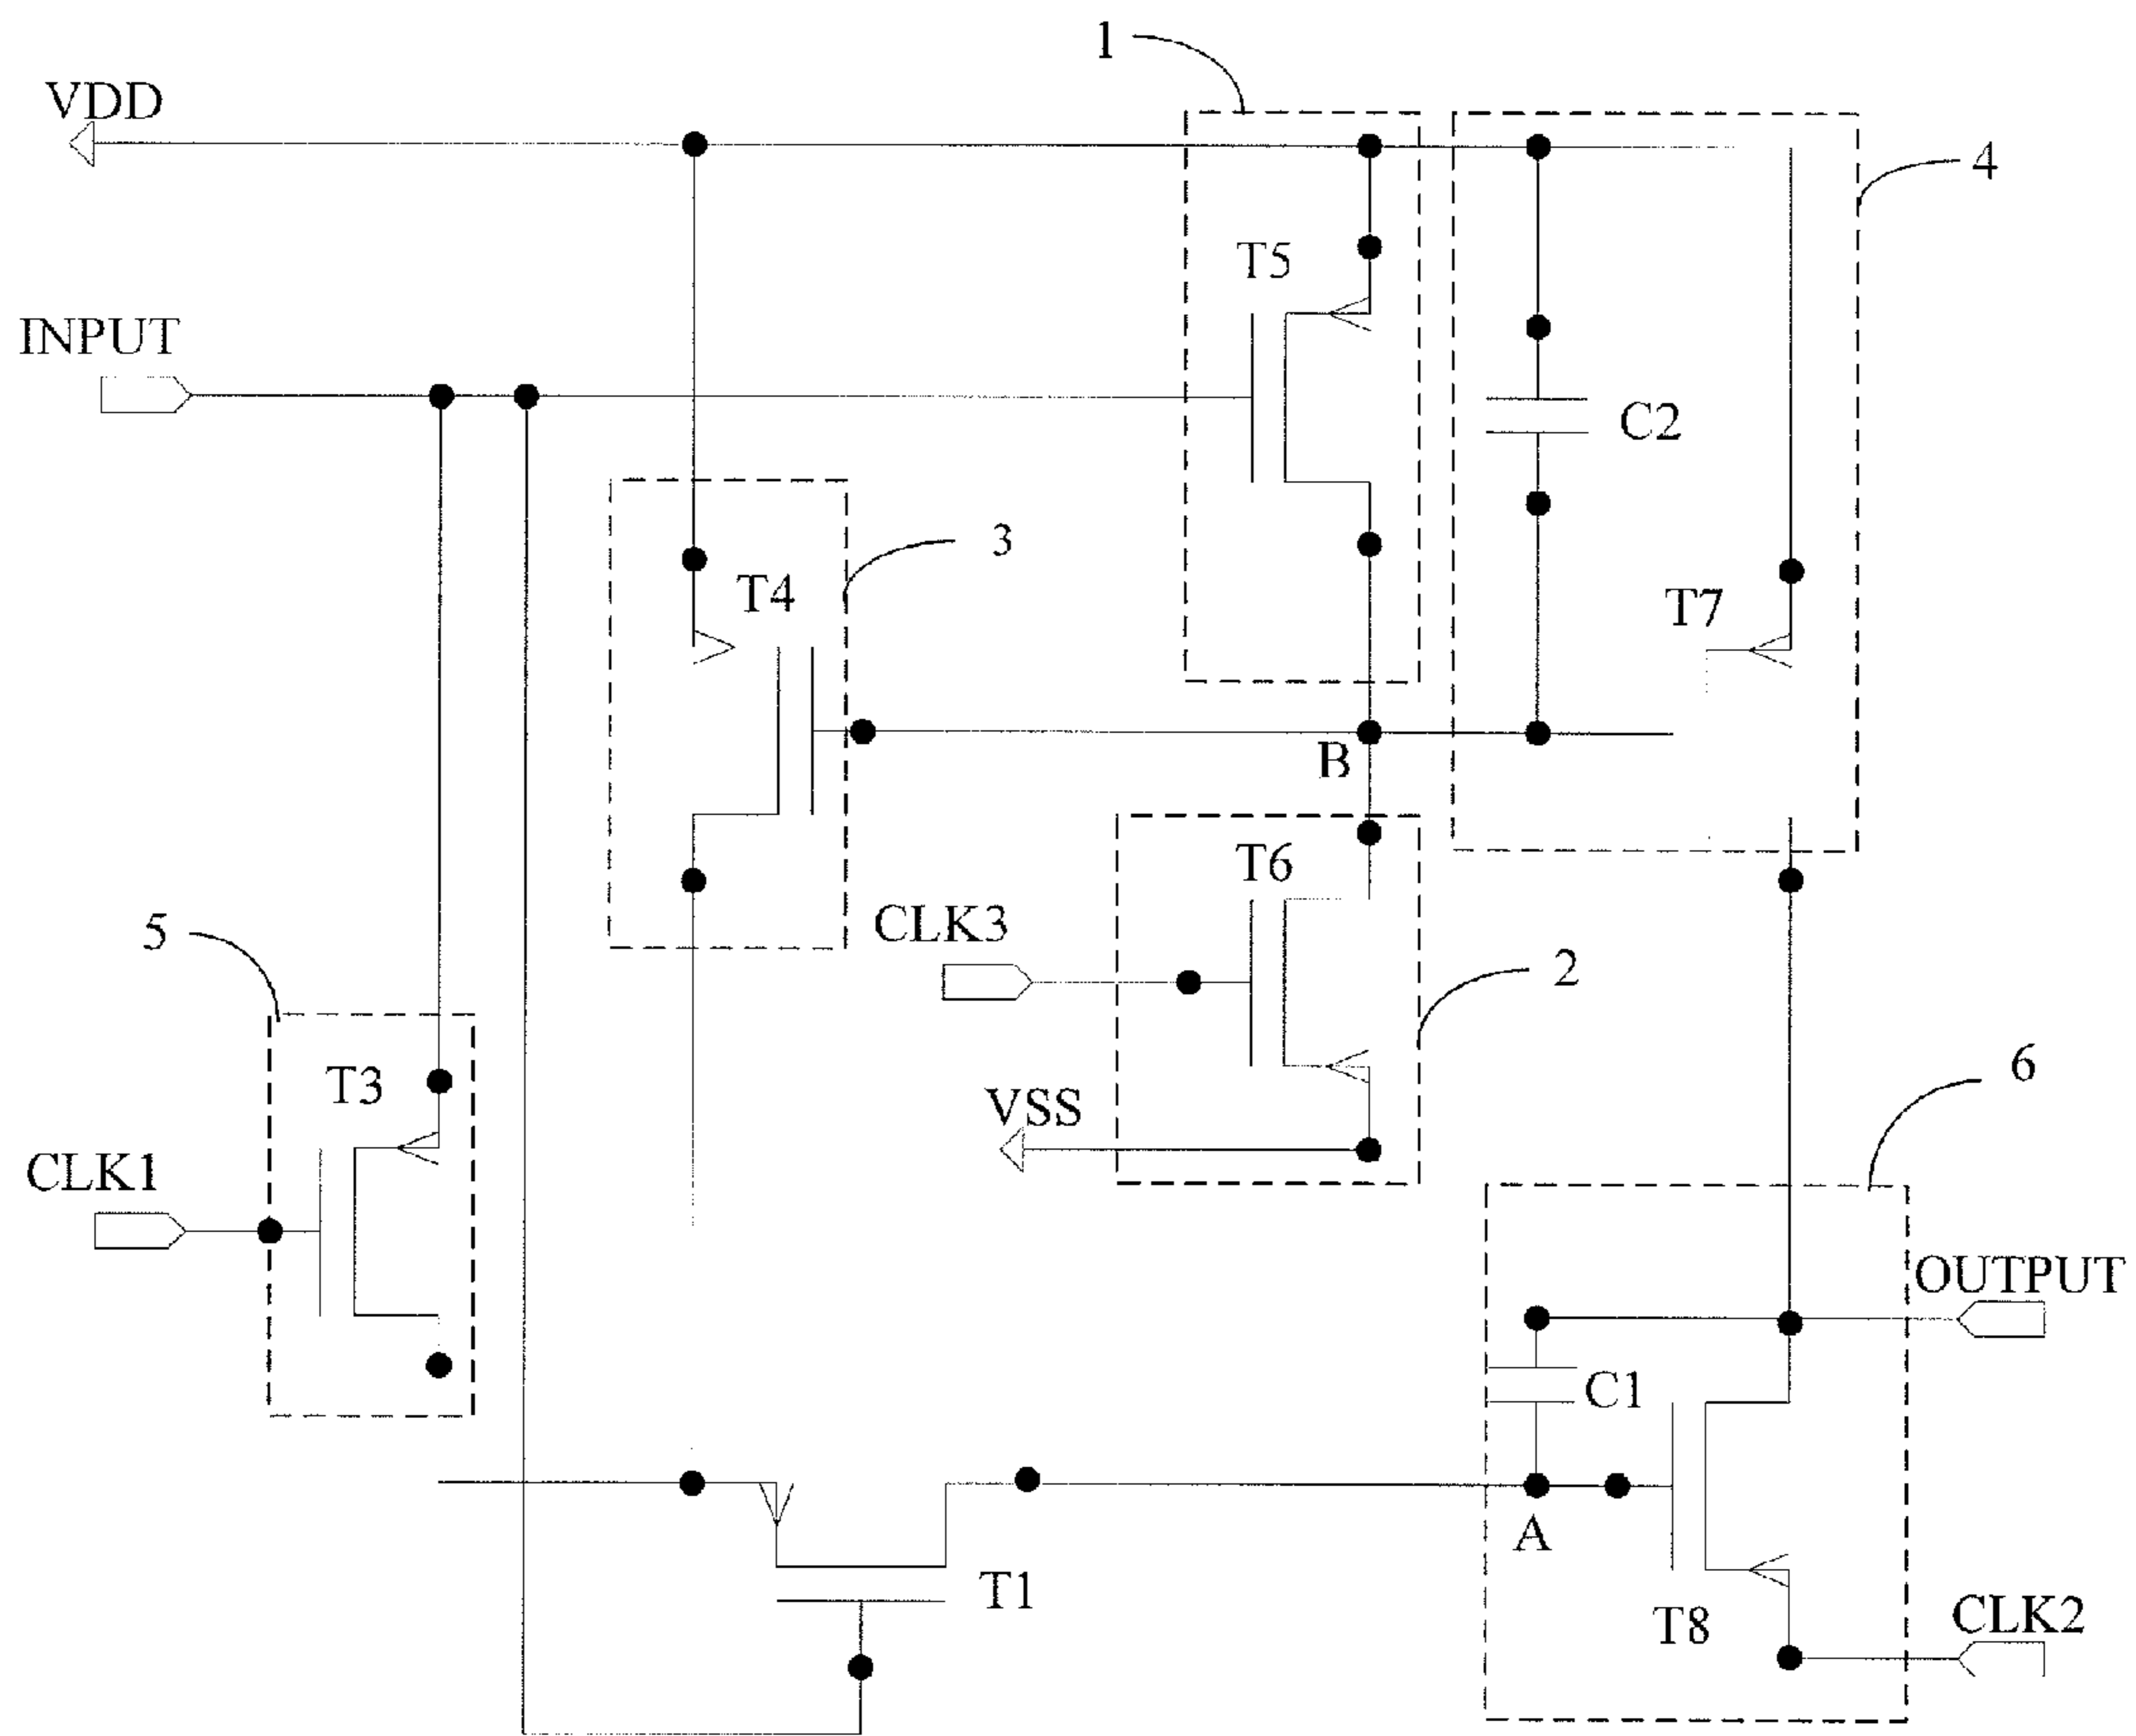 1
VDD
4
T5
INPUT
C2
3
T4
T7
B
T6
CLK3
5
2
T3
VSS
6
CLK1
OUTPUT
C1
A
T1
T8
CLK2